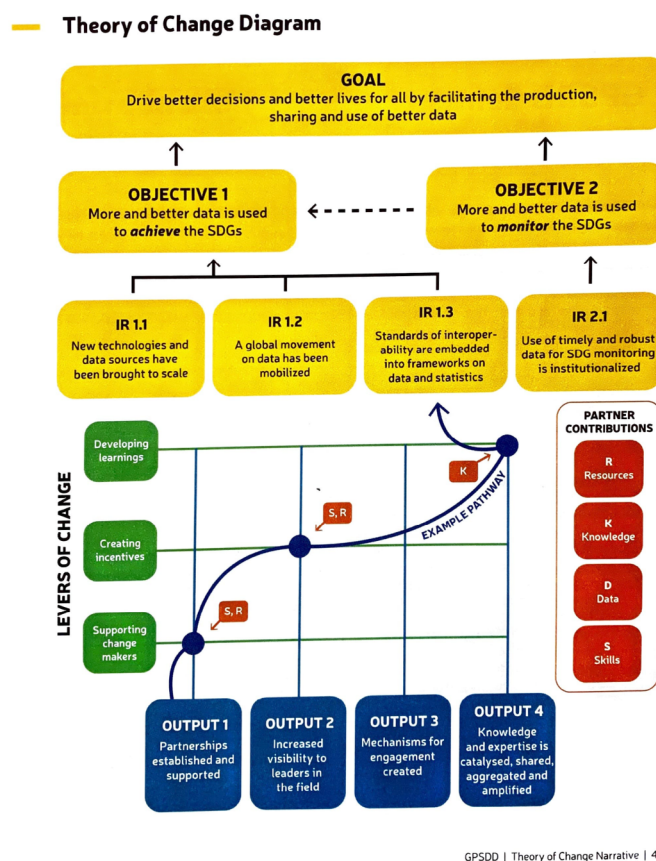 Theory of Change Diagram
GOAL
Drive better decisions and better lives for all by facilitating the production,
sharing and use of better data
OBJECTIVE 1
More and better data is used
to achieve the SDGs
OBJECTIVE 2
More and better data is used
to monitor the SDGs
IR 1.1
New technologies and
data sources have
been brought to scale
IR 1.2
A global movement
on data has been
mobilized
IR 1.3
Standards of interoper-
ability are embedded
into frameworks on
data and statistics
IR 2.1
Use of timely and robust
data for SDG monitoring
is institutionalized
LEVERS OF CHANGE
Developing
learnings
Creating
incentives
Supporting
change
makers
K
S, R
S, R
EXAMPLE PATHWAY
PARTNER
CONTRIBUTIONS
R
Resources
K
Knowledge
D
Data
S
Skills
OUTPUT 1
Partnerships
established and
supported
OUTPUT 2
Increased
visibility to
leaders in
the field
OUTPUT 3
Mechanisms for
engagement
created
OUTPUT 4
Knowledge
and expertise is
catalysed, shared,
aggregated and
amplified
GPSDD | Theory of Change Narrative | 4